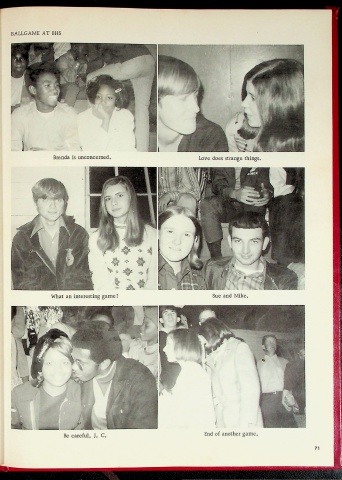 BALLGAME AT BHS
Brenda is unconcerned.
Love does strange things.
What an interesting game!
Sue and Mike.
Be careful, J. C.
End of another game.
71